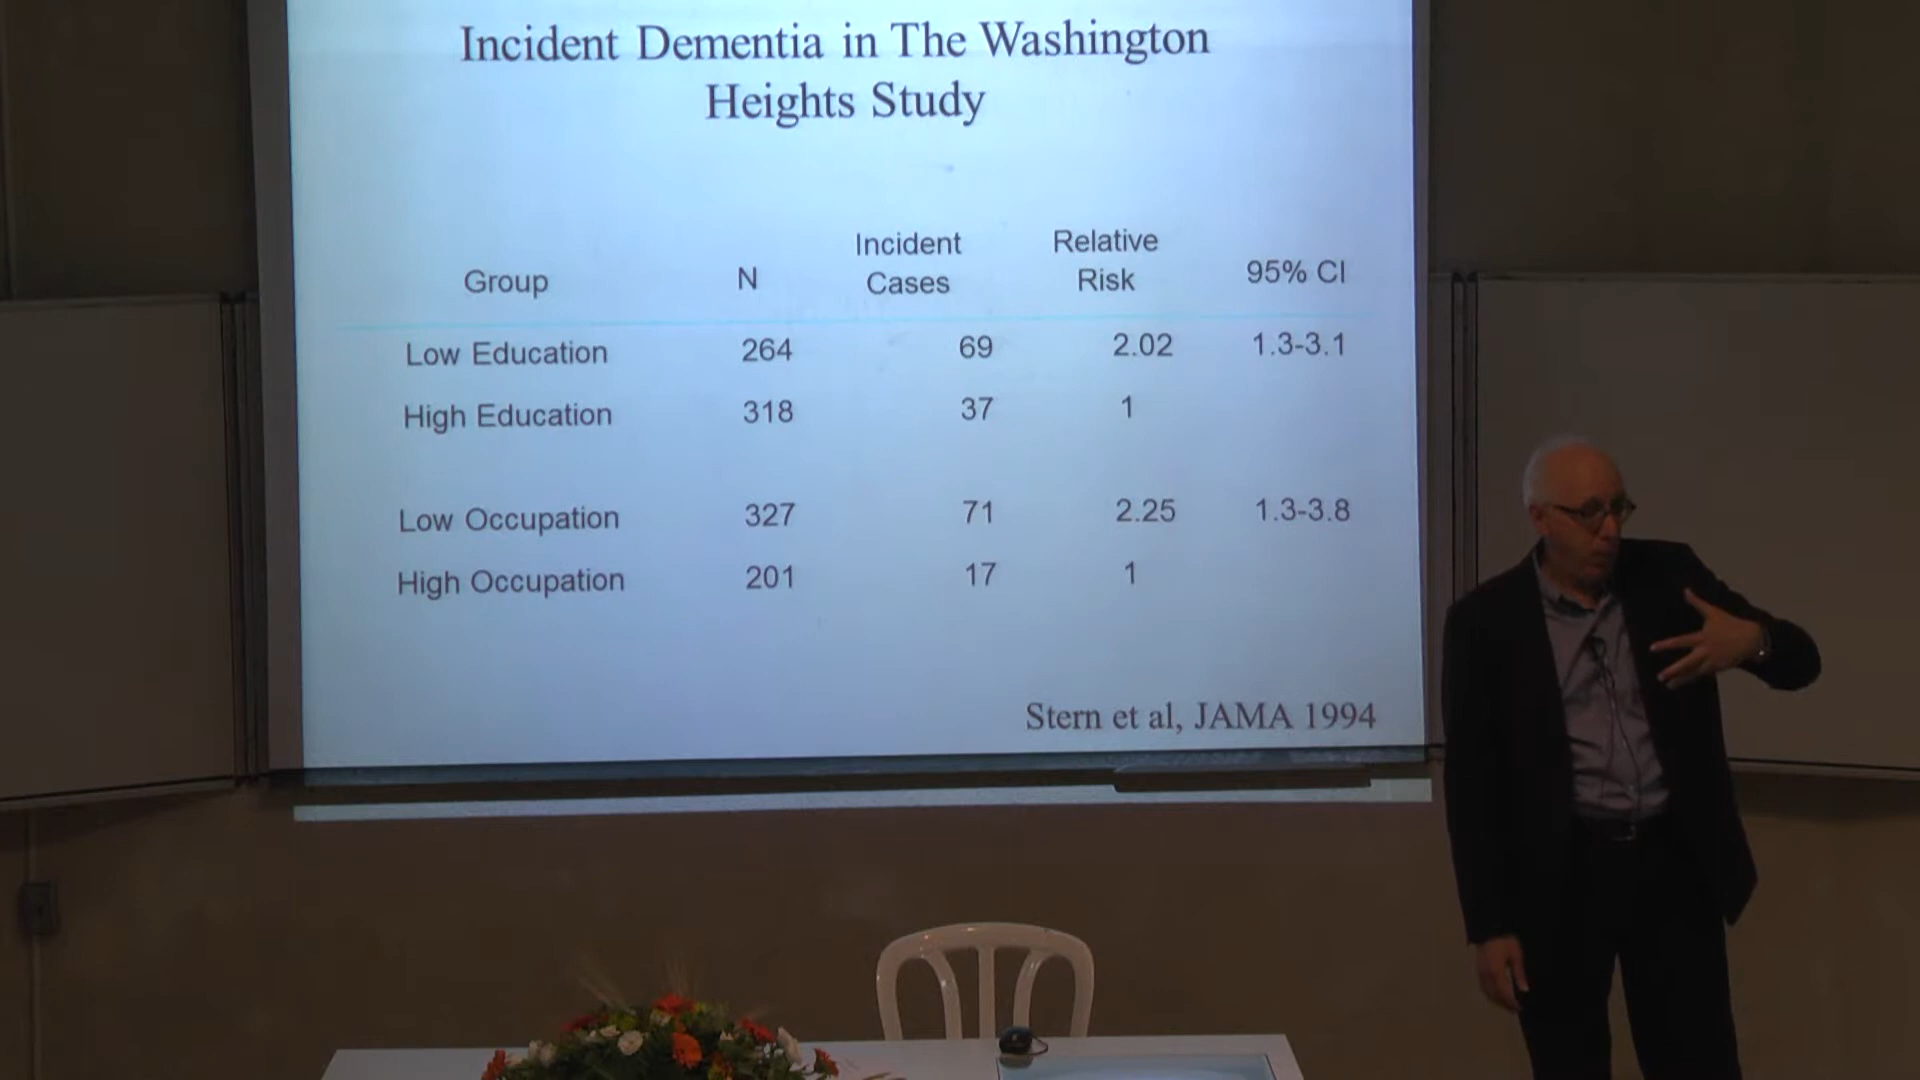 Incident Dementia in The Washington
Heights Study
Group N Incident Cases Relative Risk 95% CI
Low Education 264 69 2.02 1.3-3.1
High Education 318 37 1
Low Occupation 327 71 2.25 1.3-3.8
High Occupation 201 17 1
Stern et al, JAMA 1994